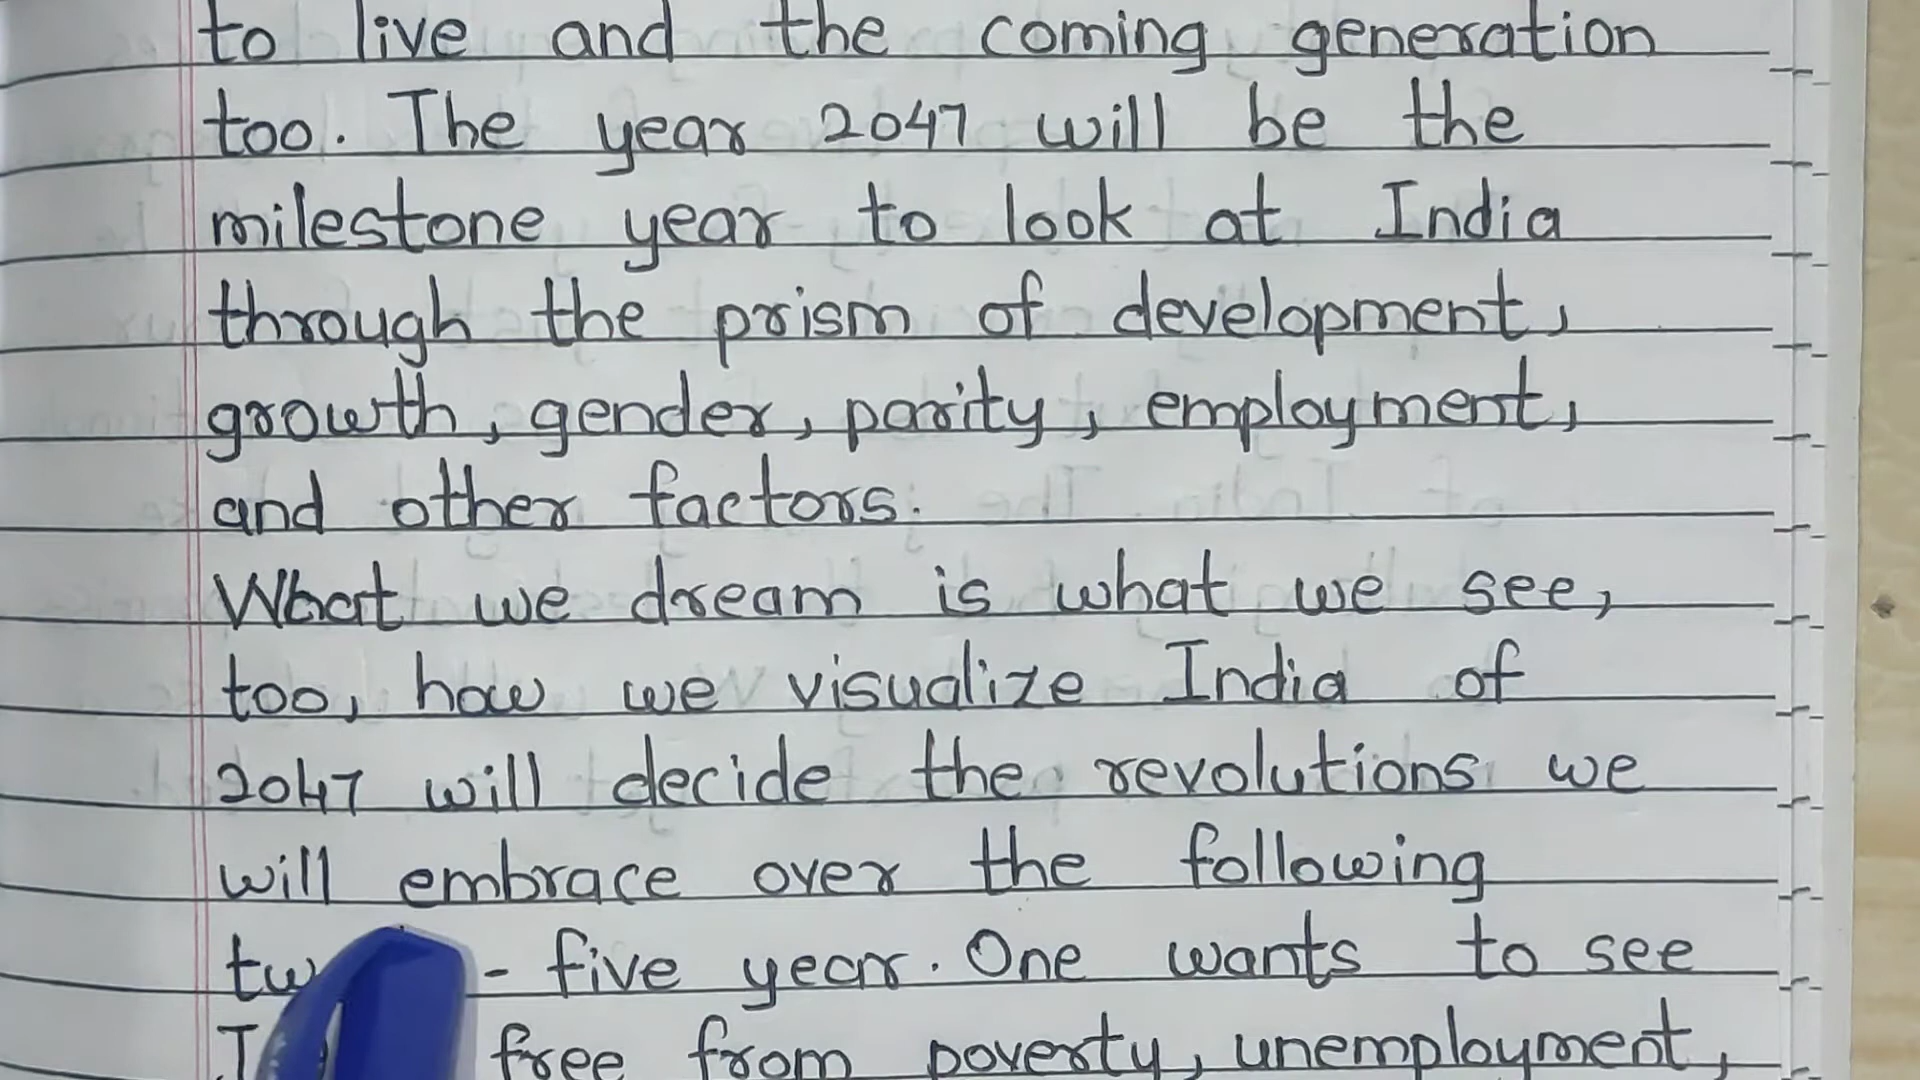 to live and the coming generation
too. The year 2047 will be the
milestone year to look at India
through the prism of development,
growth, gender, parity, employment,
and other factors.
What we dream is what we see,
too, how we visualize India of
2047 will decide the revolutions we
will embrace over the following
- five year. One wants to see
free from poverty, unemployment,